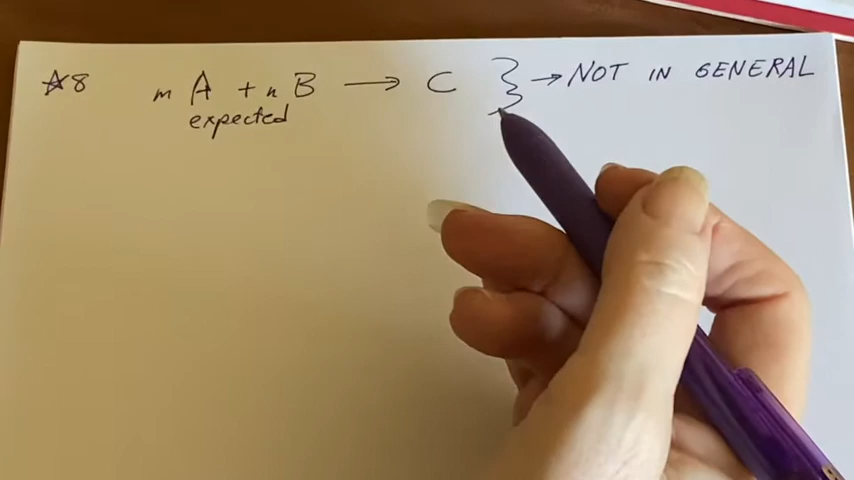 ☆8 m A + n B → C } → NOT IN GENERAL
expected